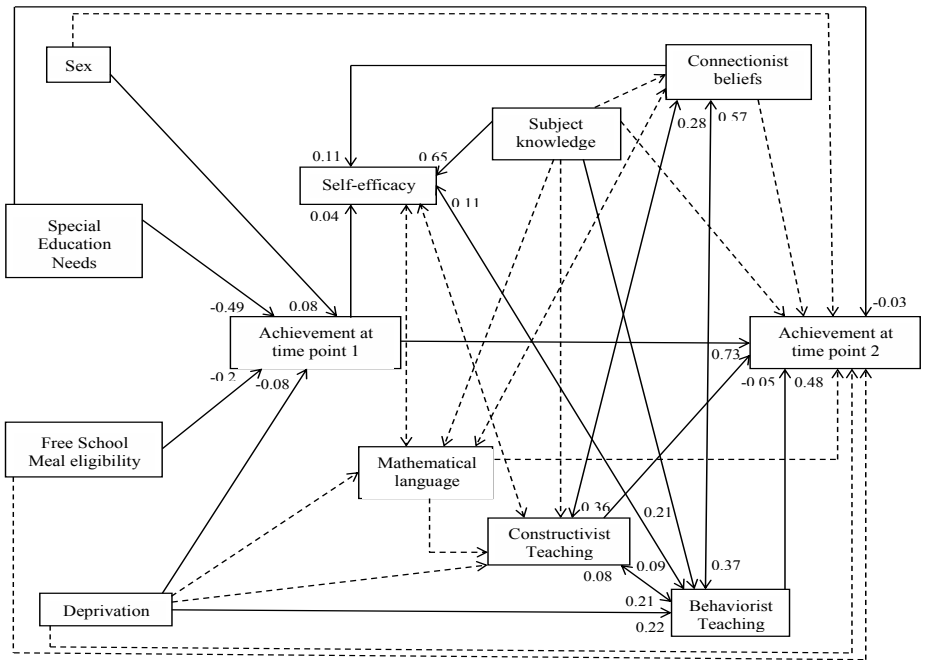 Sex
Connectionist
beliefs
Subject
knowledge
0.28
0.57
0.11
0.65
Self-efficacy
0.04
0.11
Special
Education
Needs
-0.49
0.08
-0.03
Achievement at
time point 1
Achievement at
time point 2
0.73
-0.2
-0.08
-0.05
0.48
Free School
Meal eligibility
Mathematical
language
0.36
0.21
Constructivist
Teaching
0.09
0.37
0.08
Deprivation
0.21
0.22
Behaviorist
Teaching